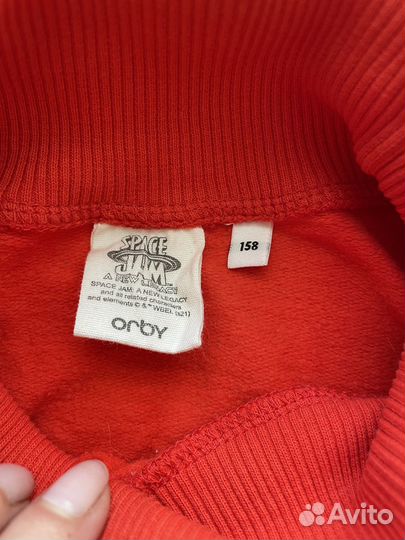 SPACE
JAM
A NEW LEGACY
SPACE JAM: A NEW LEGACY
and all related characters
and elements © & ™ WBEI. (s21)
orby
158
Avito